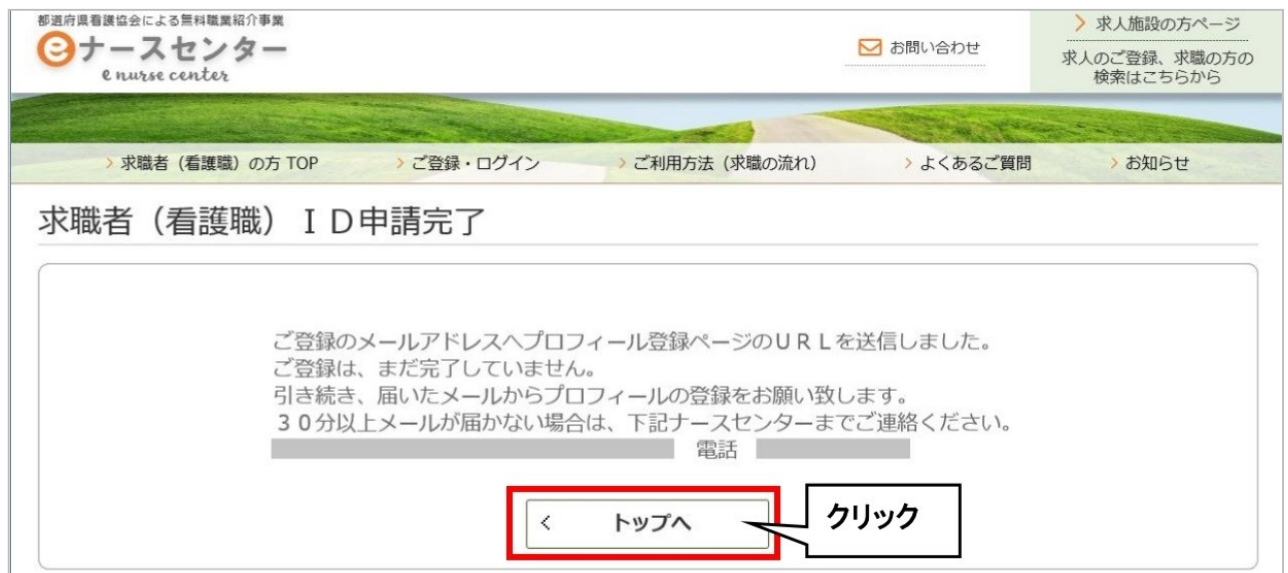 都道府県看護協会による無料職業紹介事業
eナースセンター
e nurse center
お問い合わせ
求人施設の方ページ
求人のご登録、求職の方の
検索はこちらから
求職者（看護職）の方 TOP
ご登録・ログイン
ご利用方法（求職の流れ）
よくあるご質問
お知らせ
求職者（看護職）ＩＤ申請完了
ご登録のメールアドレスへプロフィール登録ページのＵＲＬを送信しました。
ご登録は、まだ完了していません。
引き続き、届いたメールからプロフィールの登録をお願い致します。
３０分以上メールが届かない場合は、下記ナースセンターまでご連絡ください。
電話
トップへ
クリック